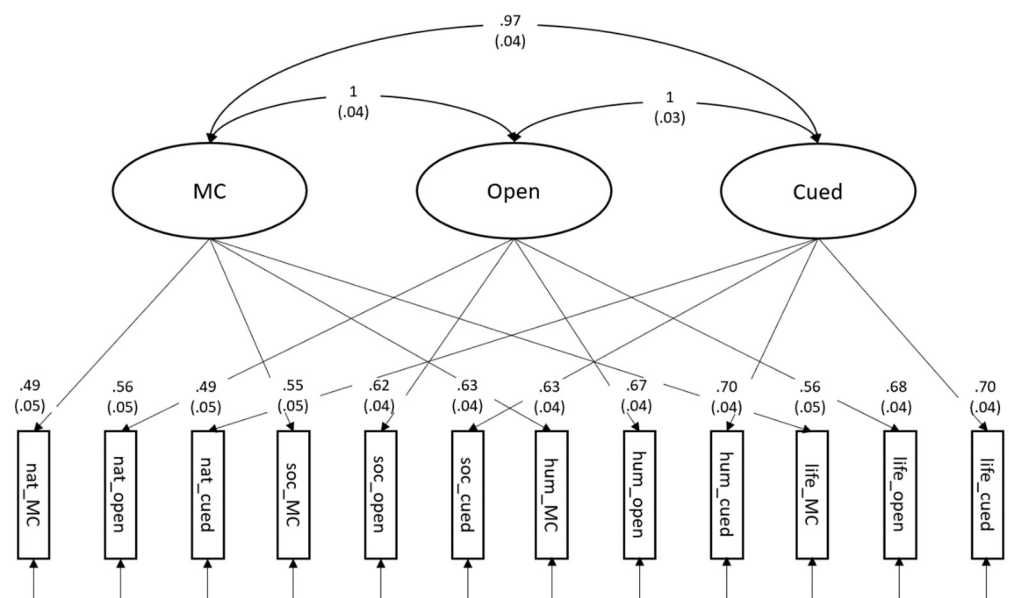 .97
(.04)
1
(.04)
1
(.03)
MC
Open
Cued
.49
(.05)
.56
(.05)
.49
(.05)
.55
(.05)
.62
(.04)
.63
(.04)
.63
(.04)
.67
(.04)
.70
(.04)
.56
(.05)
.68
(.04)
.70
(.04)
nat_MC
nat_open
nat_cued
soc_MC
soc_open
soc_cued
hum_MC
hum_open
hum_cued
life_MC
life_open
life_cued